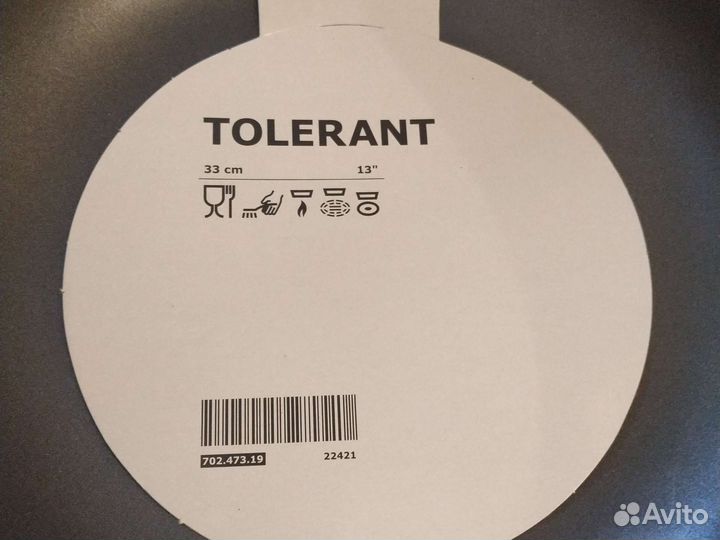 TOLERANT
33 cm 13"
702.473.19 22421
Avito